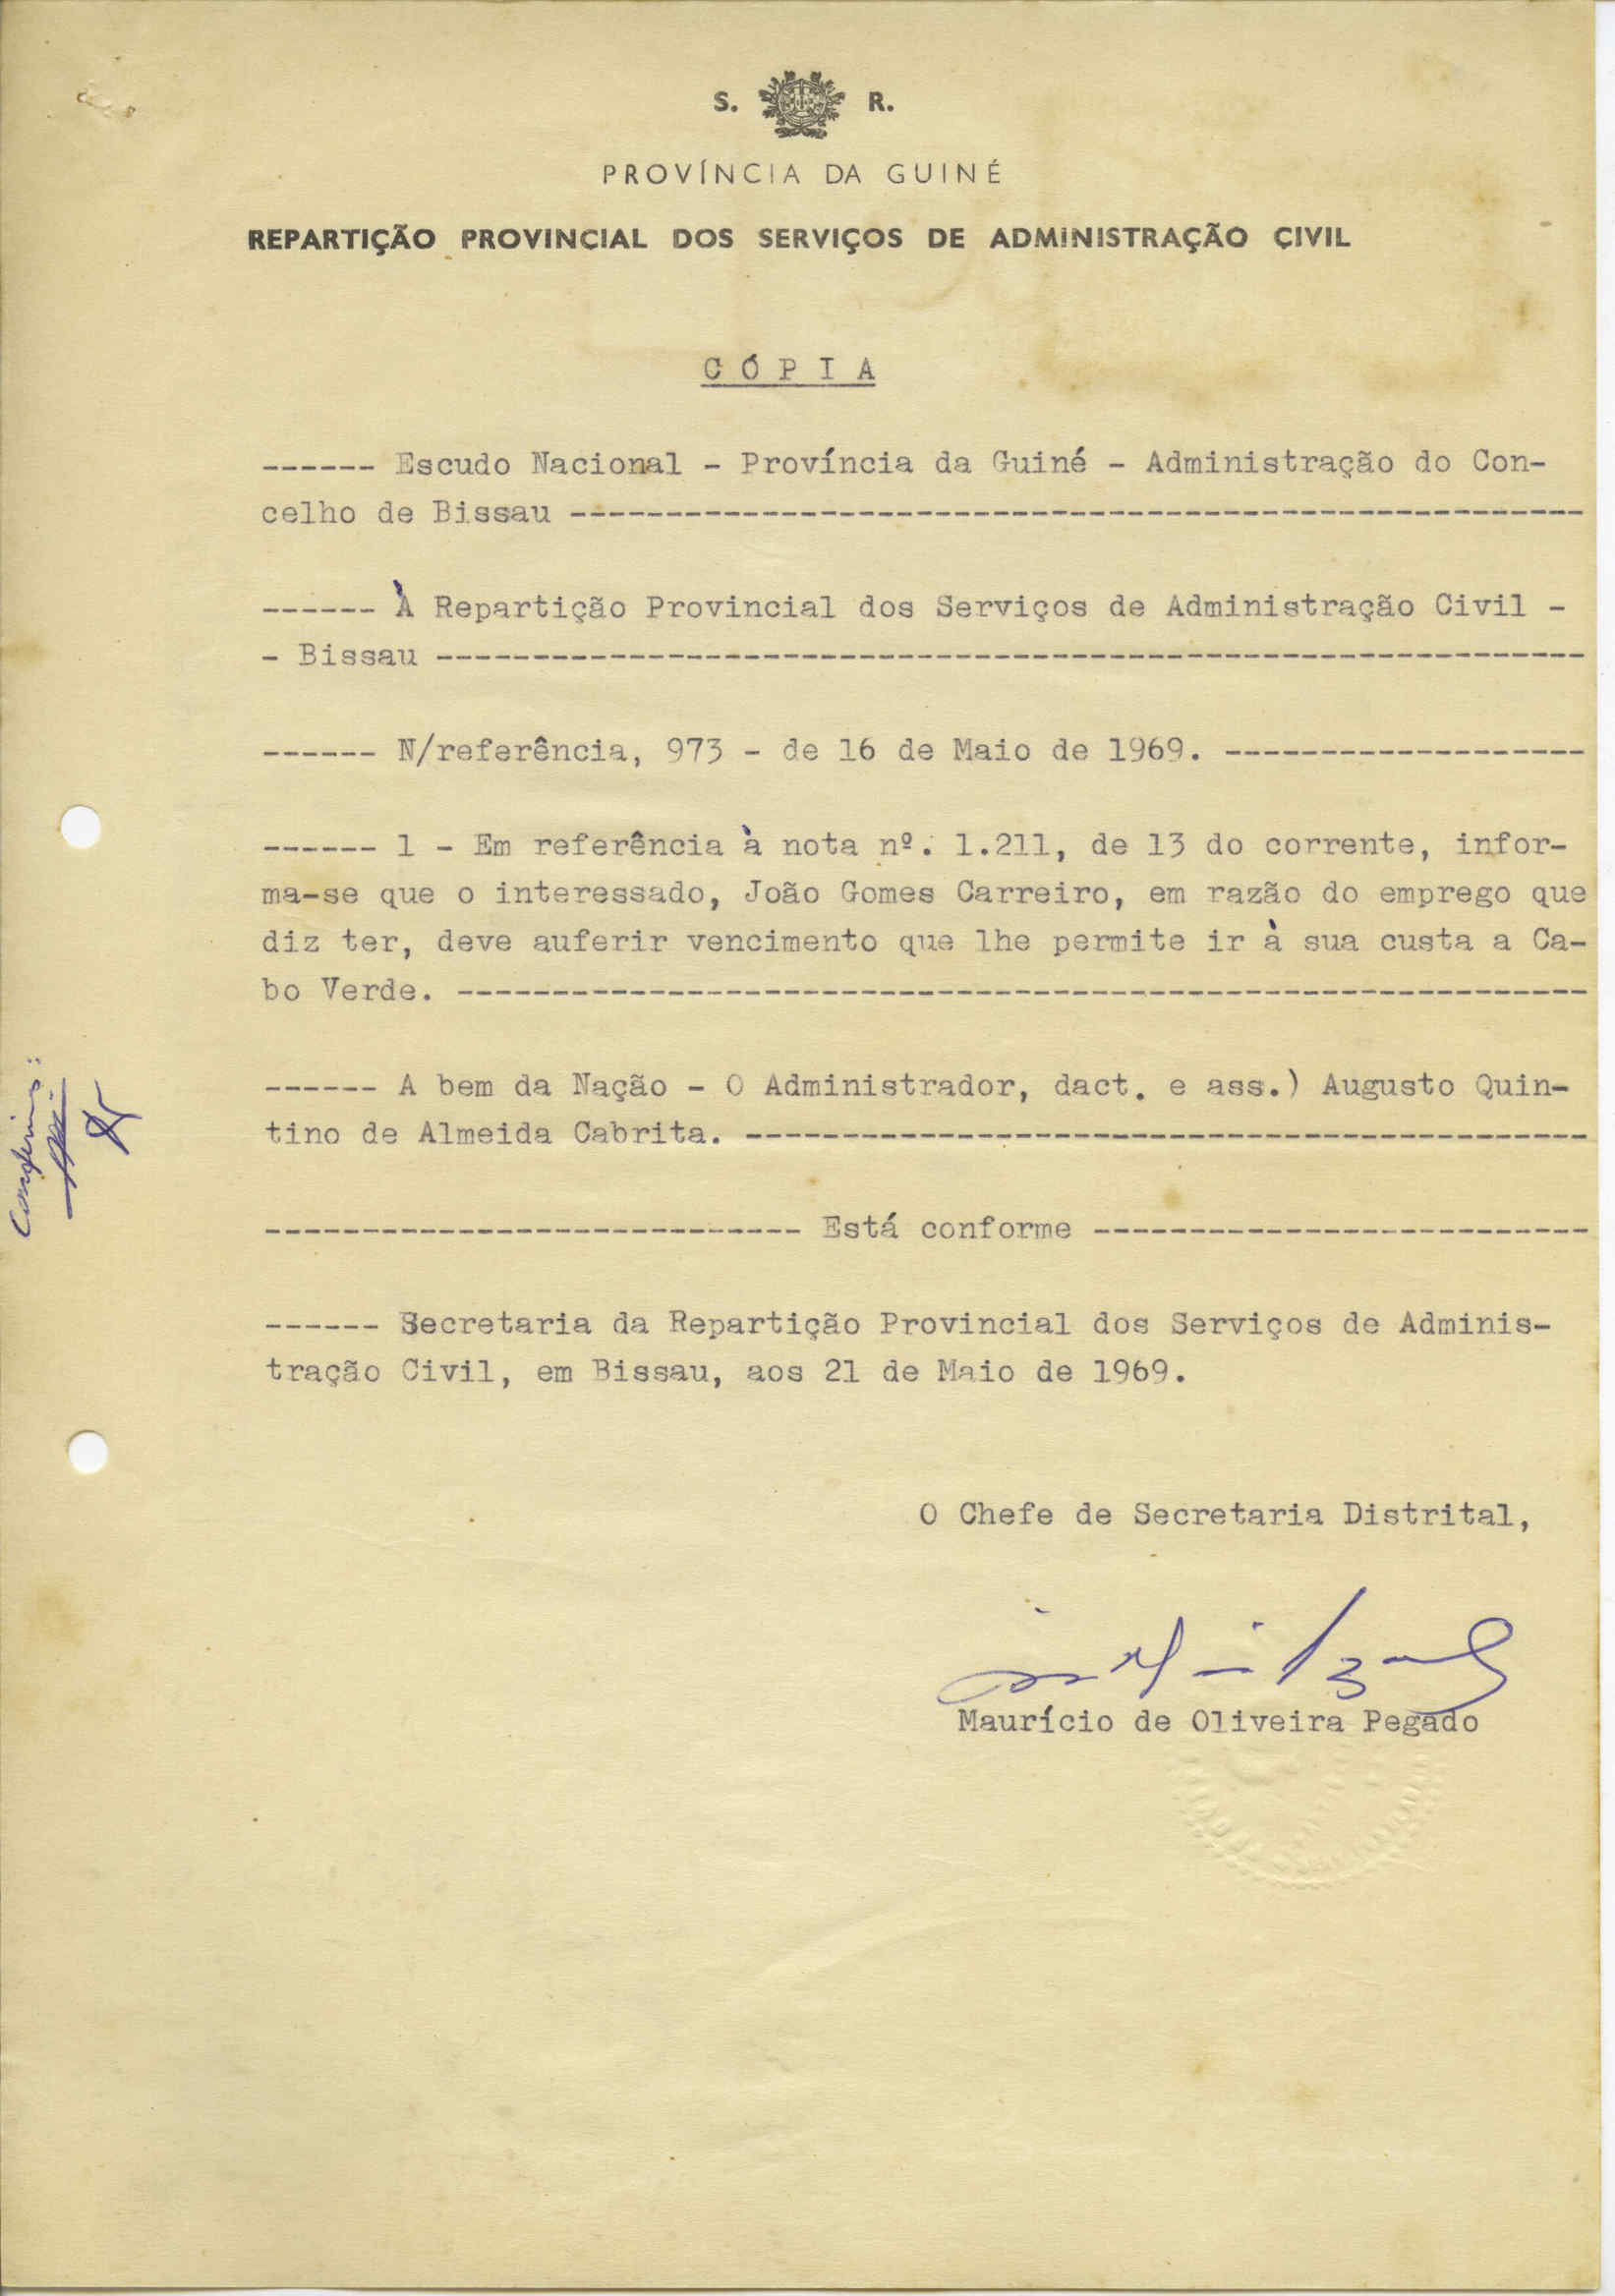 S. R.
PROVÍNCIA DA GUINÉ
REPARTIÇÃO PROVINCIAL DOS SERVIÇOS DE ADMINISTRAÇÃO CIVIL
CÓPIA
------ Escudo Nacional - Província da Guiné - Administração do Con-
celho de Bissau -----------------------------------------------------
------ À Repartição Provincial dos Serviços de Administração Civil -
- Bissau ------------------------------------------------------------
------ N/referência, 973 - de 16 de Maio de 1969. -------------------
------ 1 - Em referência à nota nº. 1.211, de 13 do corrente, infor-
ma-se que o interessado, João Gomes Carreiro, em razão do emprego que
diz ter, deve auferir vencimento que lhe permite ir à sua custa a Ca-
bo Verde. -----------------------------------------------------------
------ A bem da Nação - O Administrador, dact. e ass.) Augusto Quin-
tino de Almeida Cabrita. --------------------------------------------
---------------------------- Está conforme --------------------------
------ Secretaria da Repartição Provincial dos Serviços de Adminis-
tração Civil, em Bissau, aos 21 de Maio de 1969.
O Chefe de Secretaria Distrital,
Maurício de Oliveira Pegado